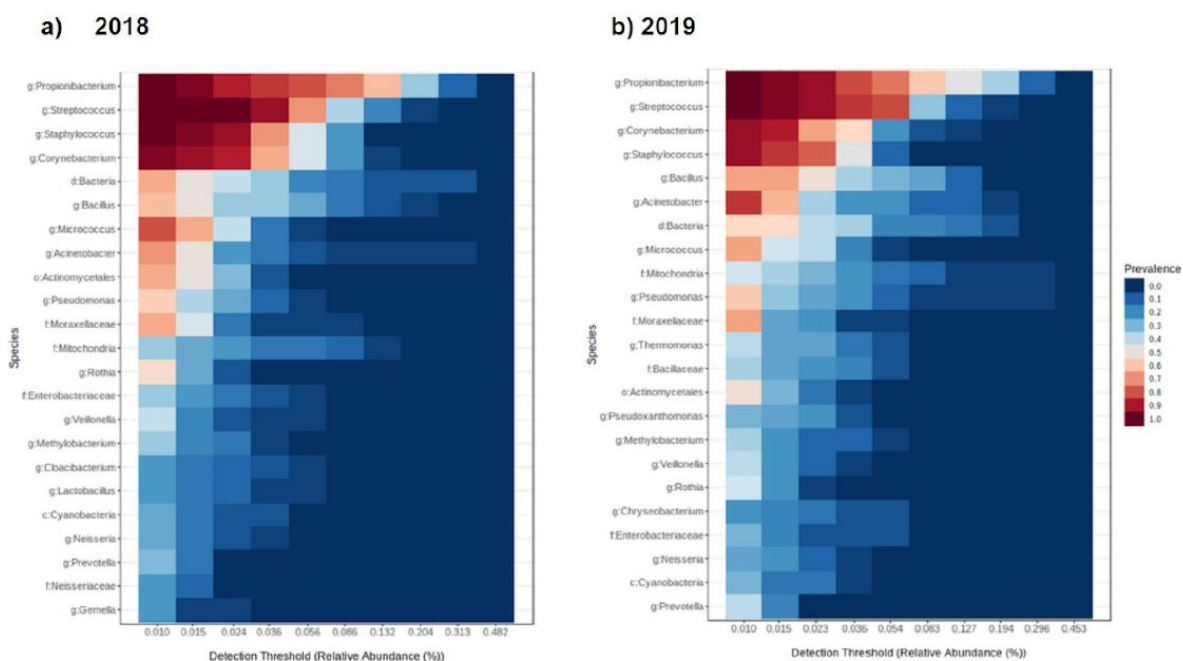 a) 2018
g:Propionibacterium
g:Streptococcus
g:Staphylococcus
g:Corynebacterium
d:Bacteria
g:Bacillus
g:Micrococcus
g:Acinetobacter
o:Actinomycetales
g:Pseudomonas
f:Moraxellaceae
f:Mitochondria
g:Rothia
f:Enterobacteriaceae
g:Veillonella
g:Methylobacterium
g:Cloacibacterium
g:Lactobacillus
c:Cyanobacteria
g:Neisseria
g:Prevotella
f:Neisseriaceae
g:Gemella
Species
0.010 0.015 0.024 0.036 0.056 0.086 0.132 0.204 0.313 0.482
Detection Threshold (Relative Abundance (%))
b) 2019
g:Propionibacterium
g:Streptococcus
g:Corynebacterium
g:Staphylococcus
g:Bacillus
g:Acinetobacter
d:Bacteria
g:Micrococcus
f:Mitochondria
g:Pseudomonas
f:Moraxellaceae
g:Thermomonas
f:Bacillaceae
o:Actinomycetales
g:Pseudoxanthomonas
g:Methylobacterium
g:Veillonella
g:Rothia
g:Chryseobacterium
f:Enterobacteriaceae
g:Neisseria
c:Cyanobacteria
g:Prevotella
Species
0.010 0.015 0.023 0.036 0.054 0.083 0.127 0.194 0.296 0.453
Detection Threshold (Relative Abundance (%))
Prevalence
0.0
0.1
0.2
0.3
0.4
0.5
0.6
0.7
0.8
0.9
1.0